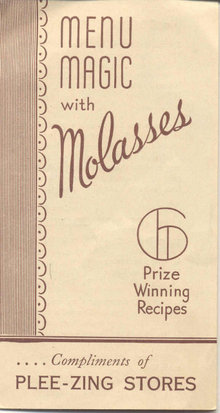 MENU
MAGIC
with
Molasses
6
Prize
Winning
Recipes
....Compliments of
PLEE-ZING STORES